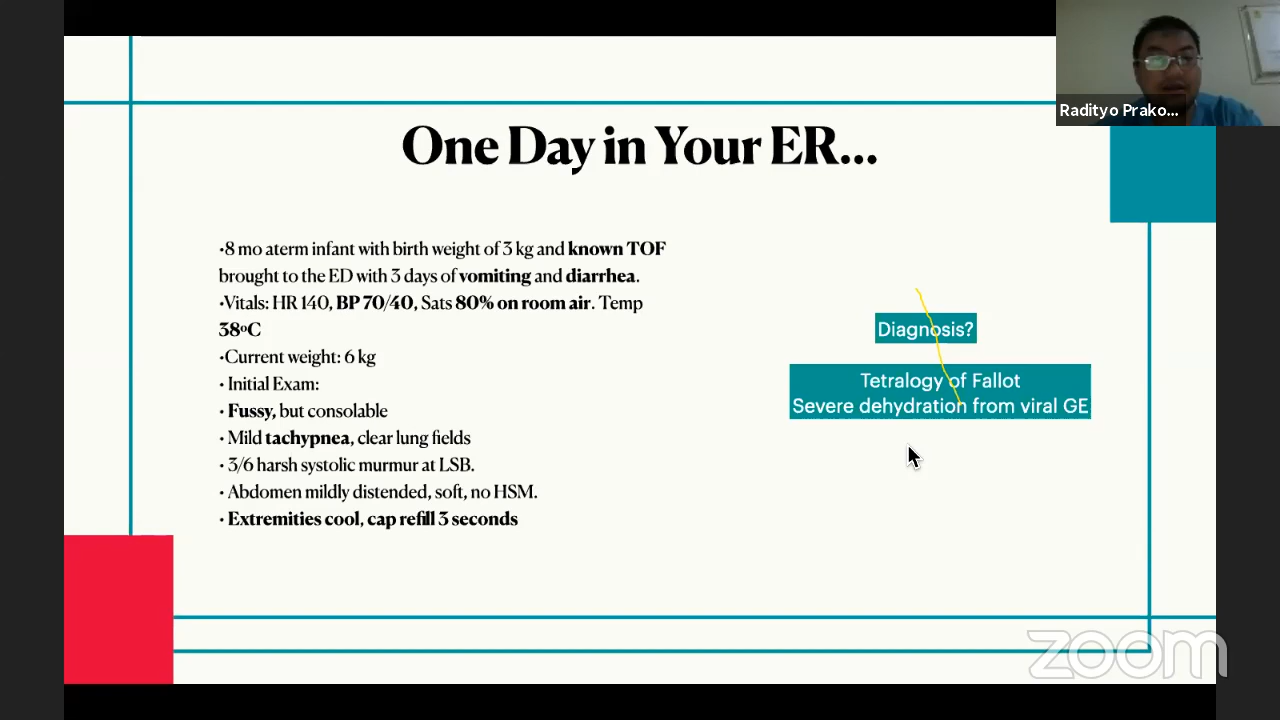 Radityo Prako...
One Day in Your ER...
•8 mo aterm infant with birth weight of 3 kg and known TOF
brought to the ED with 3 days of vomiting and diarrhea.
•Vitals: HR 140, BP 70/40, Sats 80% on room air. Temp
38ºC
•Current weight: 6 kg
• Initial Exam:
• Fussy, but consolable
• Mild tachypnea, clear lung fields
• 3/6 harsh systolic murmur at LSB.
• Abdomen mildly distended, soft, no HSM.
• Extremities cool, cap refill 3 seconds
Diagnosis?
Tetralogy of Fallot
Severe dehydration from viral GE
zoom